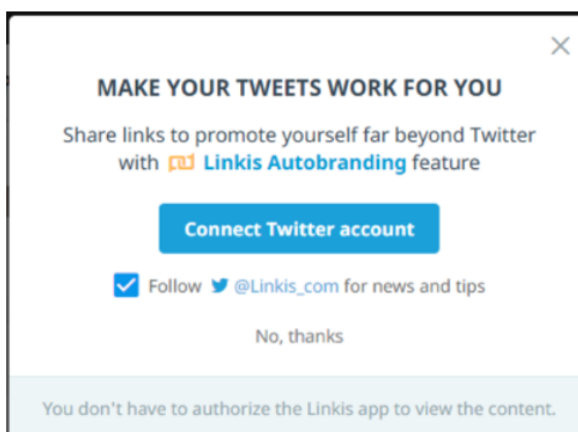 MAKE YOUR TWEETS WORK FOR YOU
Share links to promote yourself far beyond Twitter
with Linkis Autobranding feature
Connect Twitter account
Follow @Linkis_com for news and tips
No, thanks
You don't have to authorize the Linkis app to view the content.